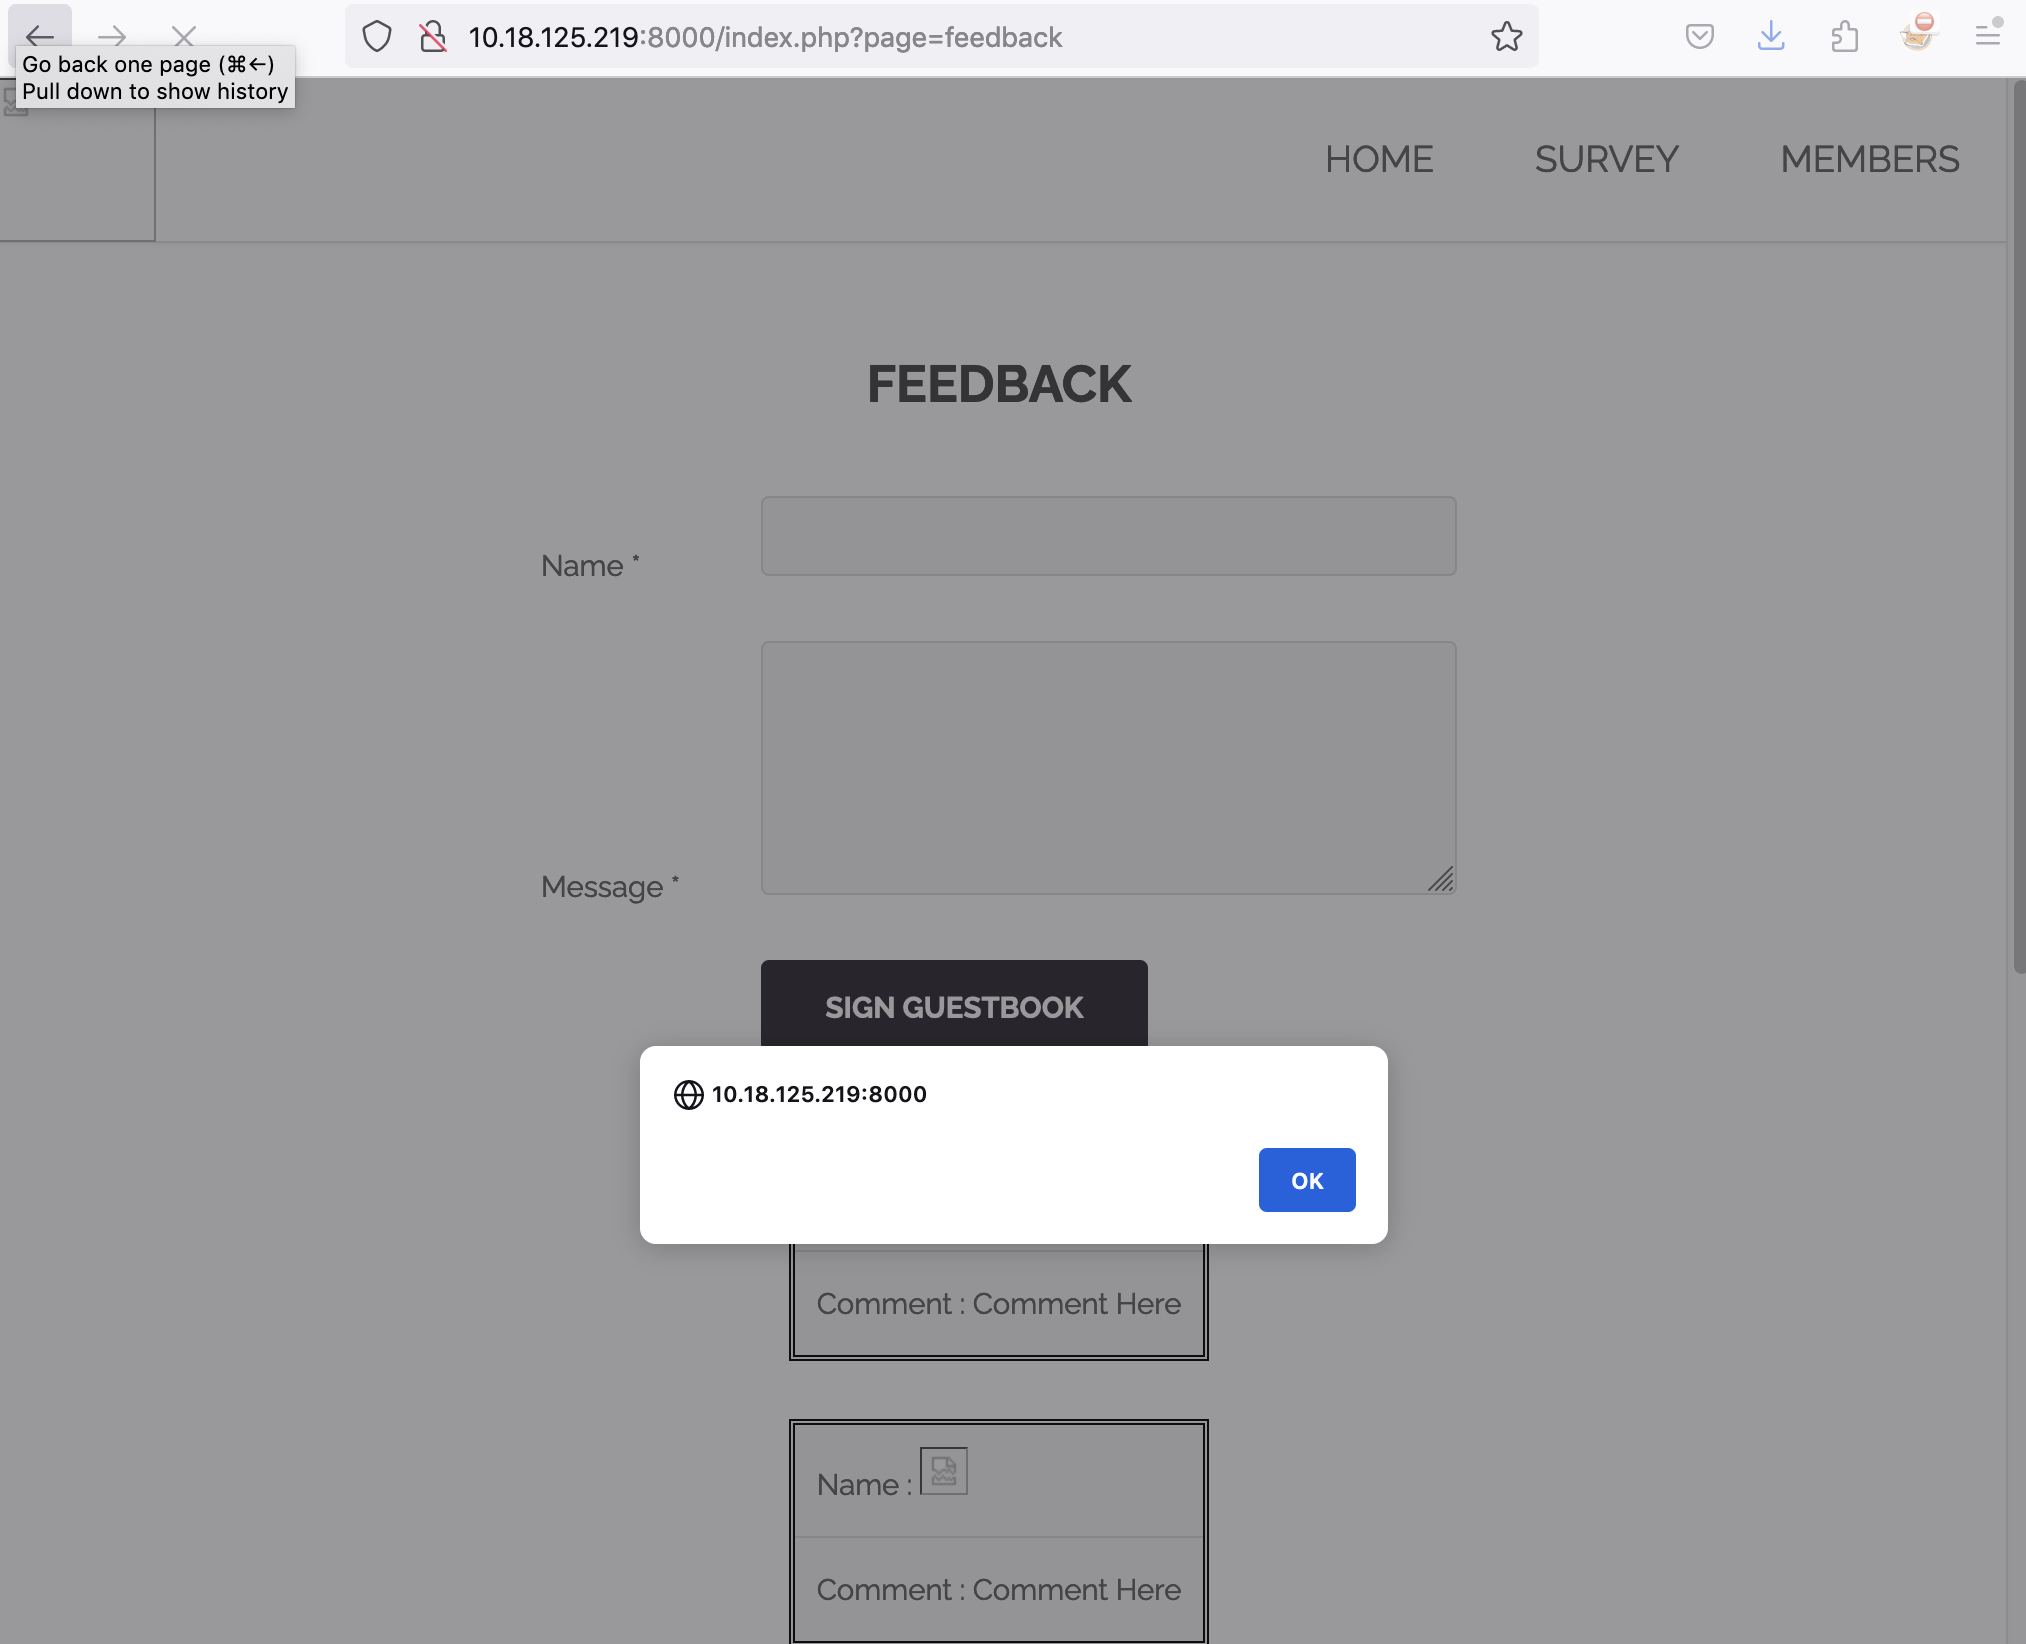 10.18.125.219:8000/index.php?page=feedback
Go back one page (⌘←)
Pull down to show history
HOME SURVEY MEMBERS
FEEDBACK
Name *
Message *
SIGN GUESTBOOK
10.18.125.219:8000
OK
Comment : Comment Here
Name :
Comment : Comment Here